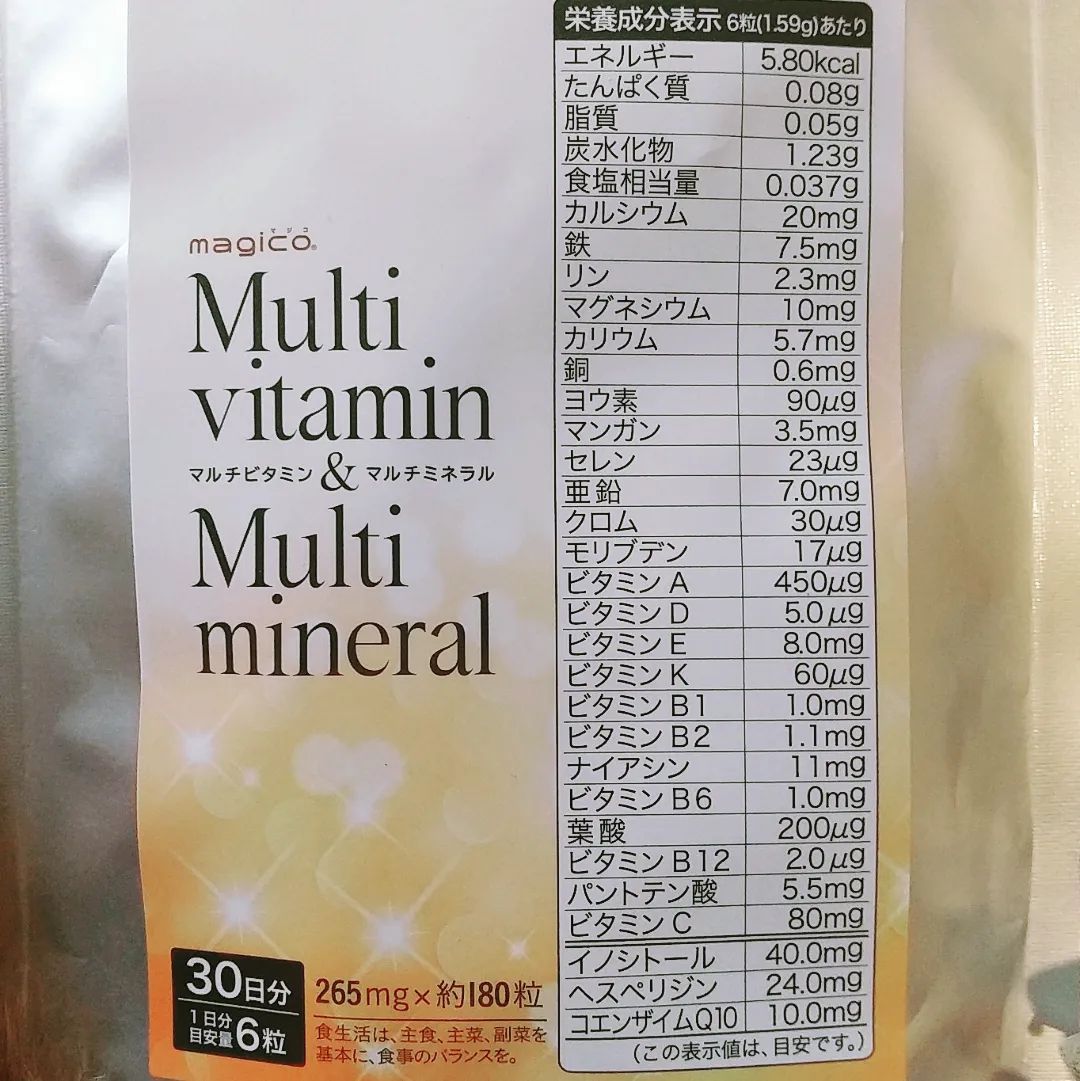 magico®
マジコ
Multi
vitamin
マルチビタミン & マルチミネラル
Multi
mineral
30日分
1日分
目安量 6粒
265mg×約180粒
食生活は、主食、主菜、副菜を
基本に、食事のバランスを。
栄養成分表示 6粒(1.59g)あたり
エネルギー 5.80kcal
たんぱく質 0.08g
脂質 0.05g
炭水化物 1.23g
食塩相当量 0.037g
カルシウム 20mg
鉄 7.5mg
リン 2.3mg
マグネシウム 10mg
カリウム 5.7mg
銅 0.6mg
ヨウ素 90μg
マンガン 3.5mg
セレン 23μg
亜鉛 7.0mg
クロム 30μg
モリブデン 17μg
ビタミンA 450μg
ビタミンD 5.0μg
ビタミンE 8.0mg
ビタミンK 60μg
ビタミンB1 1.0mg
ビタミンB2 1.1mg
ナイアシン 11mg
ビタミンB6 1.0mg
葉酸 200μg
ビタミンB12 2.0μg
パントテン酸 5.5mg
ビタミンC 80mg
イノシトール 40.0mg
ヘスペリジン 24.0mg
コエンザイムQ10 10.0mg
(この表示値は、目安です。)